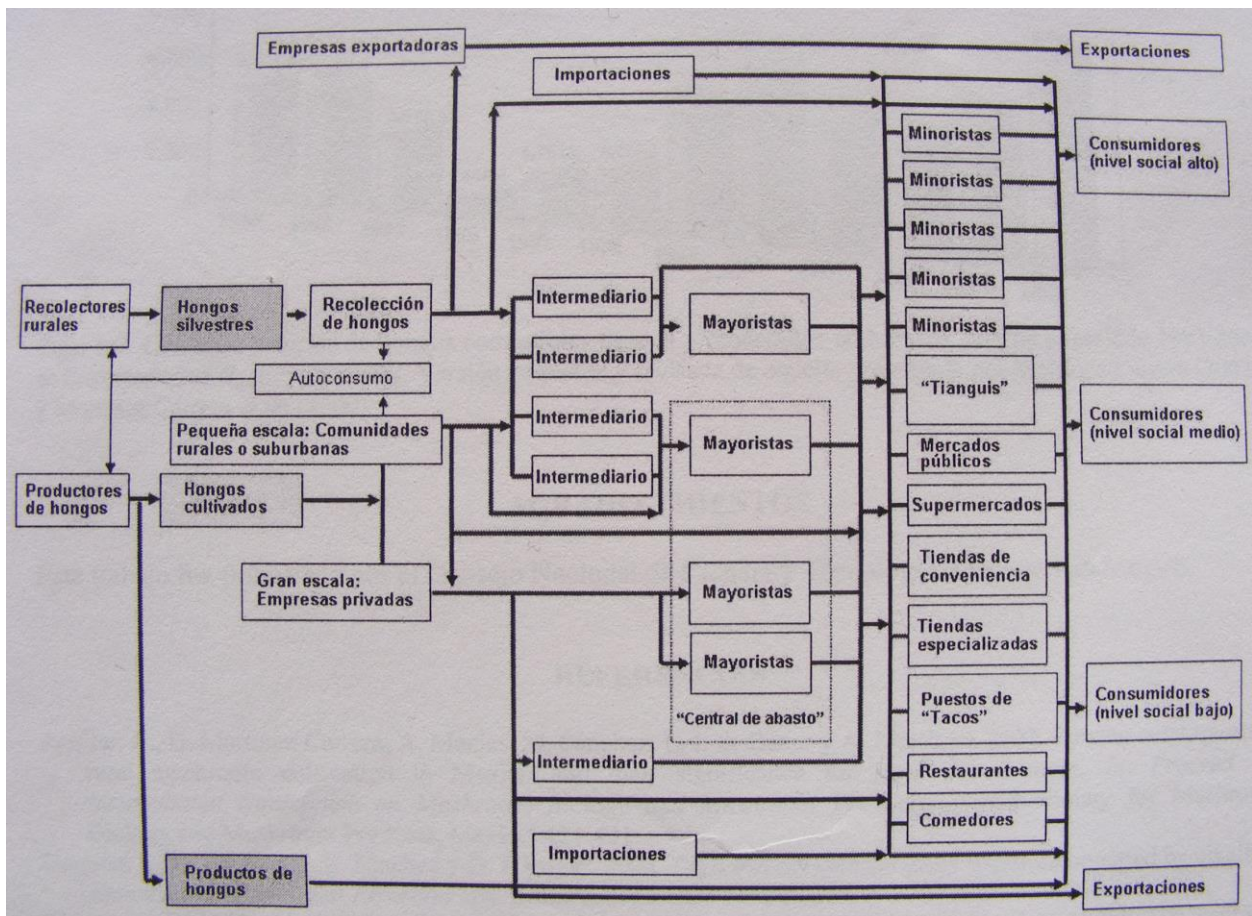 Empresas exportadoras
Exportaciones
Importaciones
Minoristas
Consumidores
(nivel social alto)
Minoristas
Minoristas
Minoristas
Minoristas
Recolectores
rurales
Hongos
silvestres
Recolección
de hongos
Intermediario
Mayoristas
Intermediario
Autoconsumo
"Tianguis"
Pequeña escala: Comunidades
rurales o suburbanas
Intermediario
Mayoristas
Consumidores
(nivel social medio)
Mercados
públicos
Intermediario
Productores
de hongos
Hongos
cultivados
Supermercados
Tiendas de
conveniencia
Gran escala:
Empresas privadas
Mayoristas
Tiendas
especializadas
Mayoristas
Puestos de
"Tacos"
Consumidores
(nivel social bajo)
"Central de abasto"
Intermediario
Restaurantes
Comedores
Importaciones
Productos de
hongos
Exportaciones